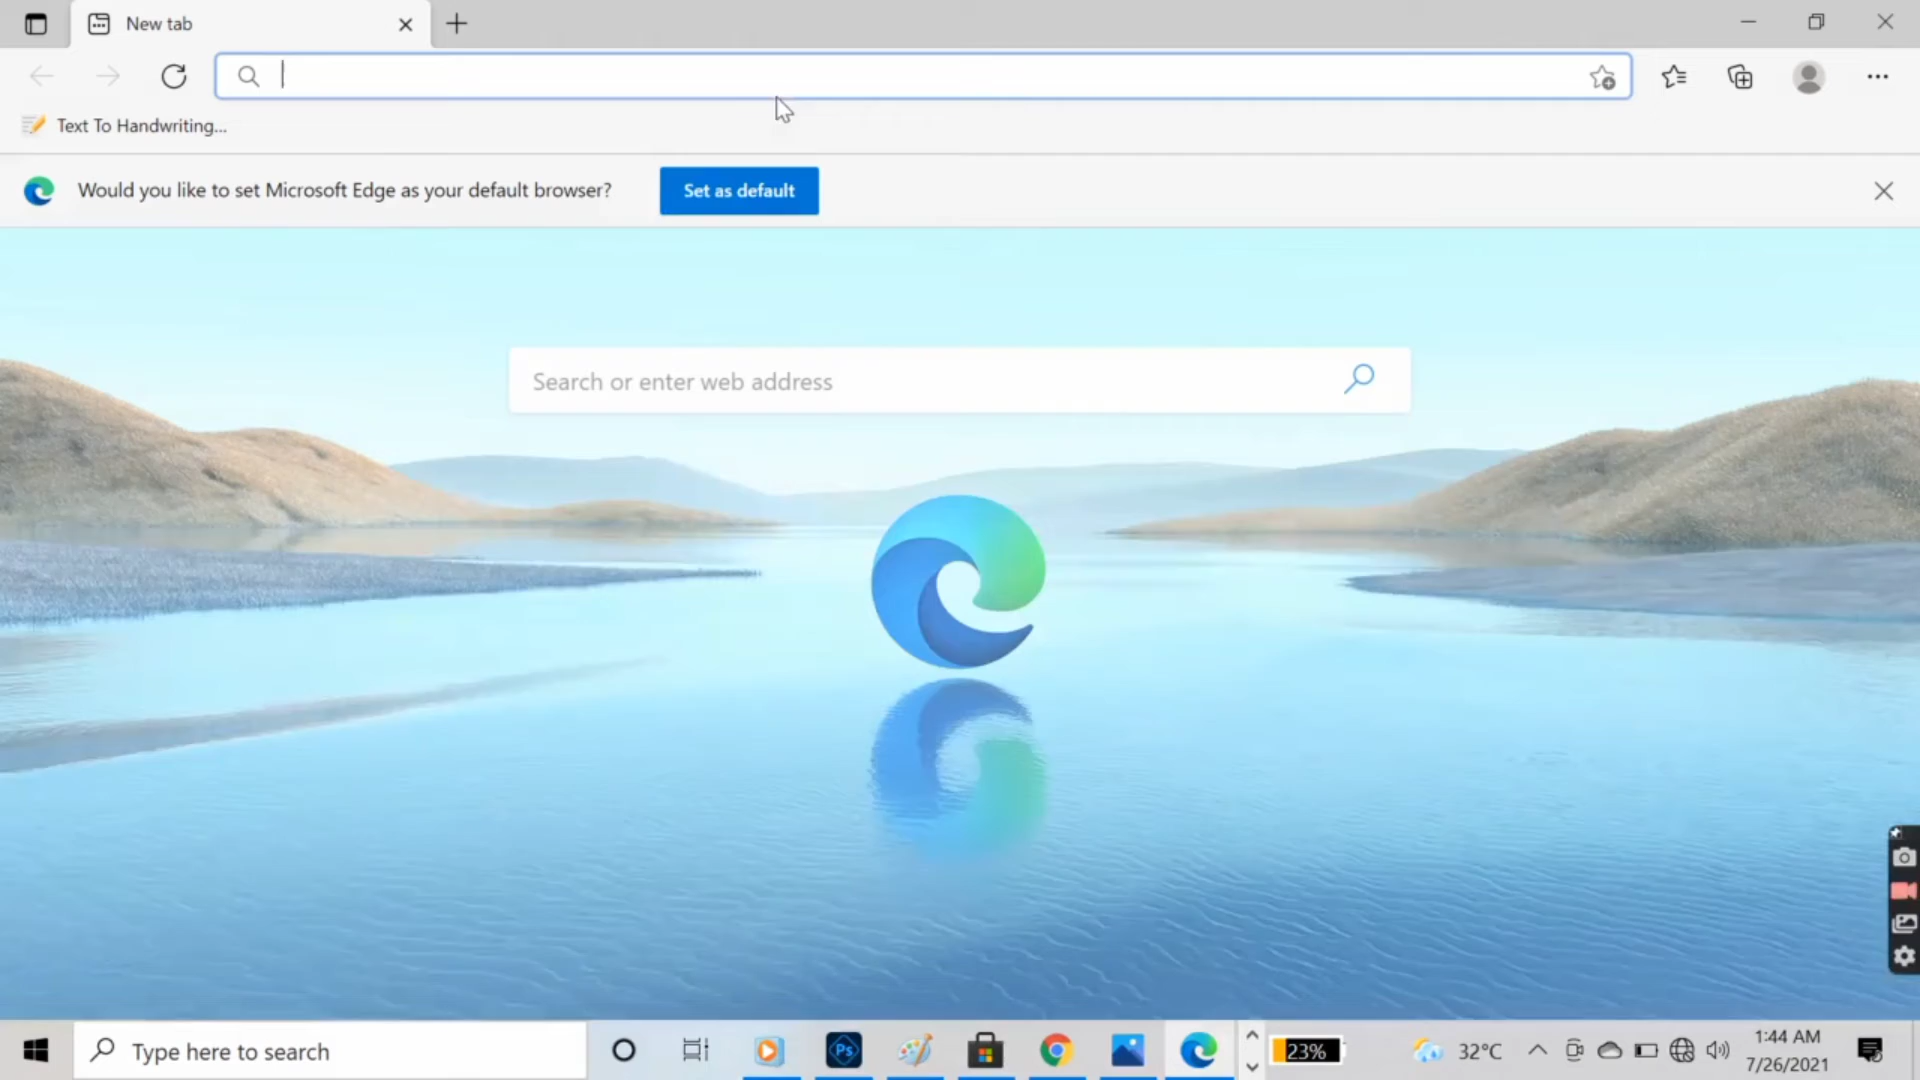 New tab
Text To Handwriting...
Would you like to set Microsoft Edge as your default browser?
Set as default
Search or enter web address
Type here to search
Ps
23%
32°C
1:44 AM
7/26/2021